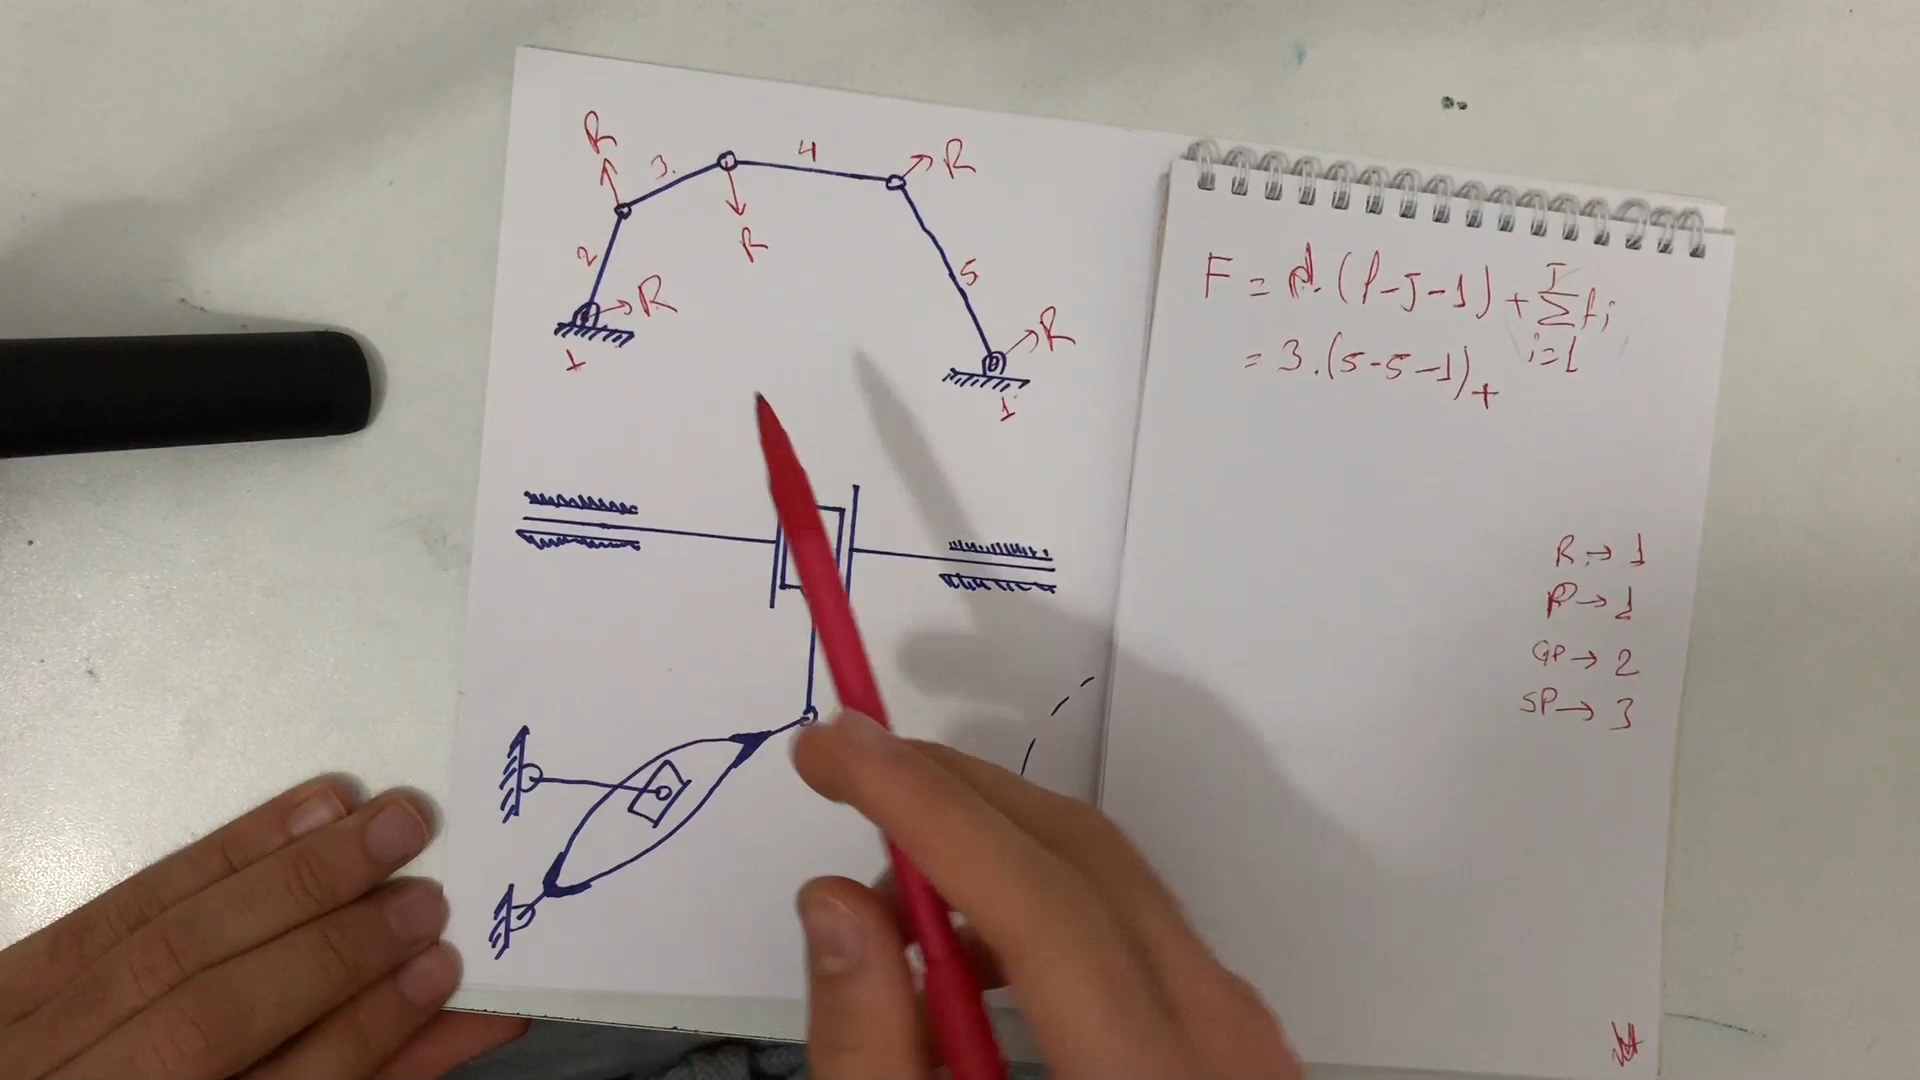 R
3.
4
R
2
R
R
5
R
1
1
F = d.(l-J-1) + J Σ fi i=1
= 3.(5-5-1)+
R → 1
P → 1
GP → 2
SP → 3